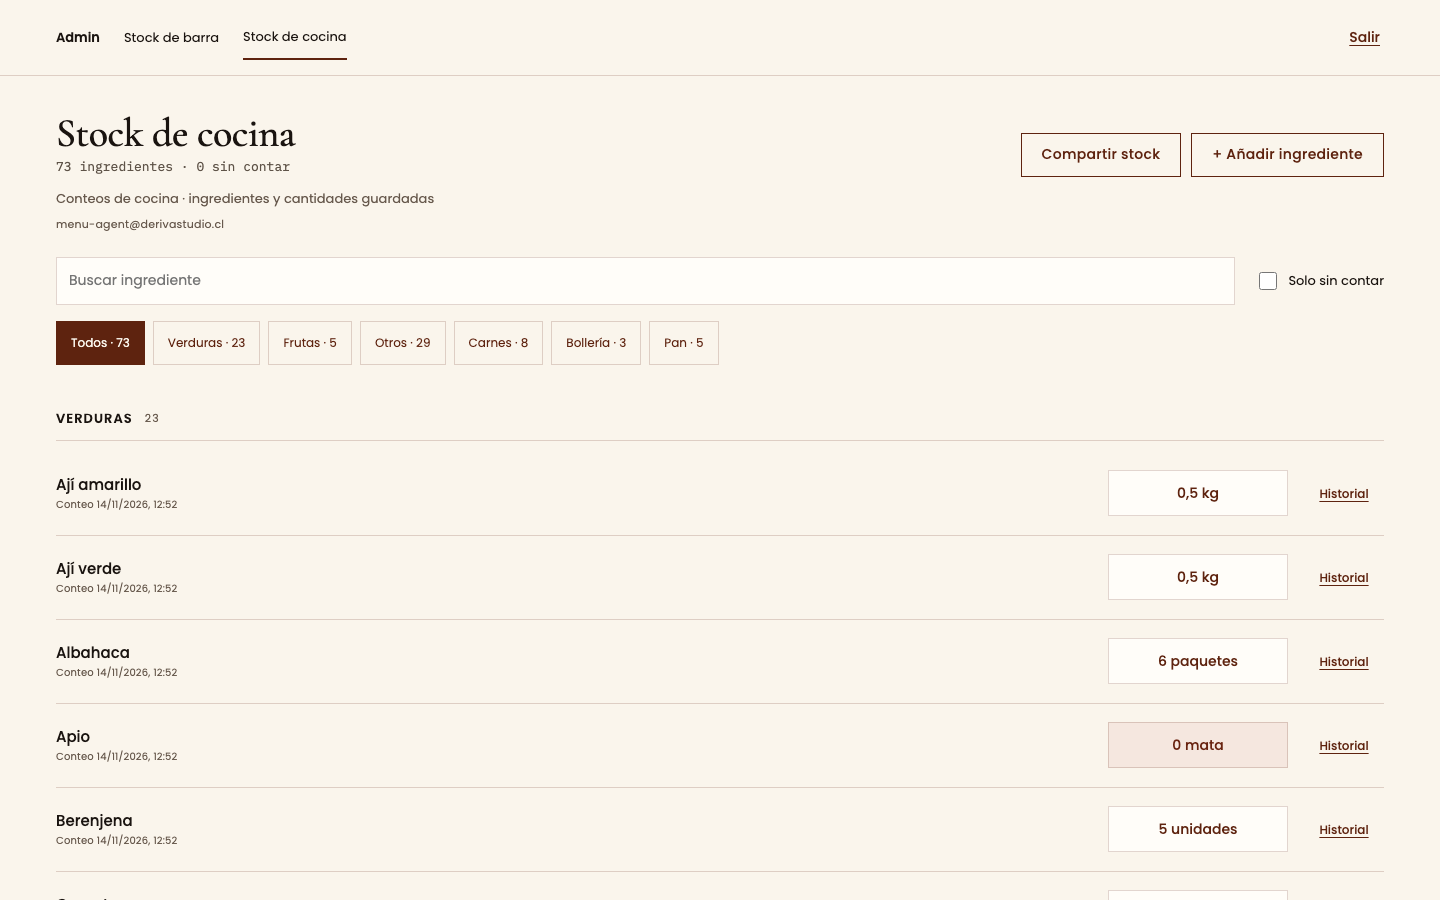 Admin Stock de barra Stock de cocina Salir
Stock de cocina
73 ingredientes · 0 sin contar
Conteos de cocina · ingredientes y cantidades guardadas
menu-agent@derivastudio.cl
Compartir stock + Añadir ingrediente
Buscar ingrediente Solo sin contar
Todos · 73 Verduras · 23 Frutas · 5 Otros · 29 Carnes · 8 Bollería · 3 Pan · 5
VERDURAS 23
Ají amarillo
Conteo 14/11/2026, 12:52
0,5 kg Historial
Ají verde
Conteo 14/11/2026, 12:52
0,5 kg Historial
Albahaca
Conteo 14/11/2026, 12:52
6 paquetes Historial
Apio
Conteo 14/11/2026, 12:52
0 mata Historial
Berenjena
Conteo 14/11/2026, 12:52
5 unidades Historial